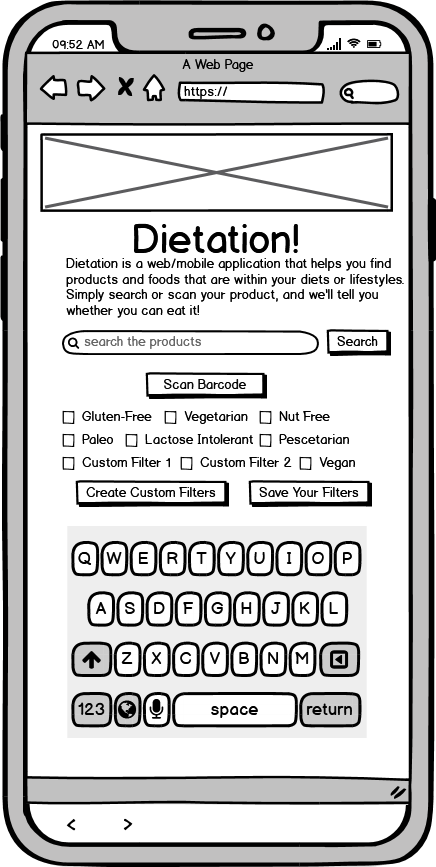 09:52 AM
A Web Page
https://
Dietation!
Dietation is a web/mobile application that helps you find
products and foods that are within your diets or lifestyles.
Simply search or scan your product, and we'll tell you
whether you can eat it!
search the products Search
Scan Barcode
Gluten-Free Vegetarian Nut Free
Paleo Lactose Intolerant Pescetarian
Custom Filter 1 Custom Filter 2 Vegan
Create Custom Filters Save Your Filters
Q W E R T Y U I O P
A S D F G H J K L
Z X C V B N M
123 space return